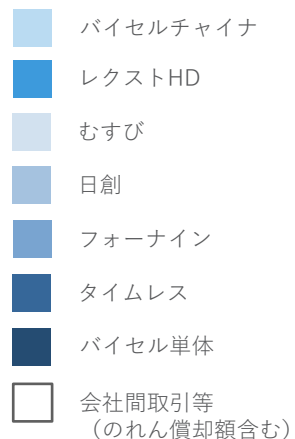 バイセルチャイナ
レクストHD
むすび
日創
フォーナイン
タイムレス
バイセル単体
会社間取引等
（のれん償却額含む）